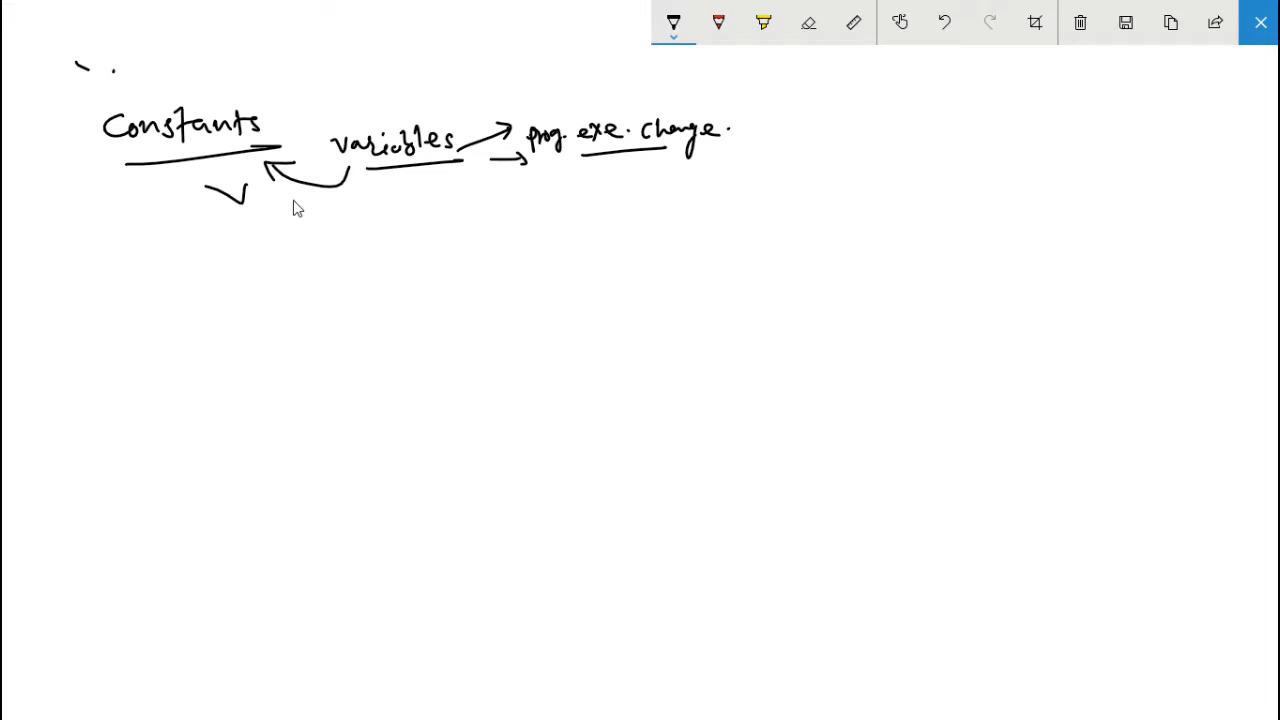 Constants
variables → prog. exe. change.